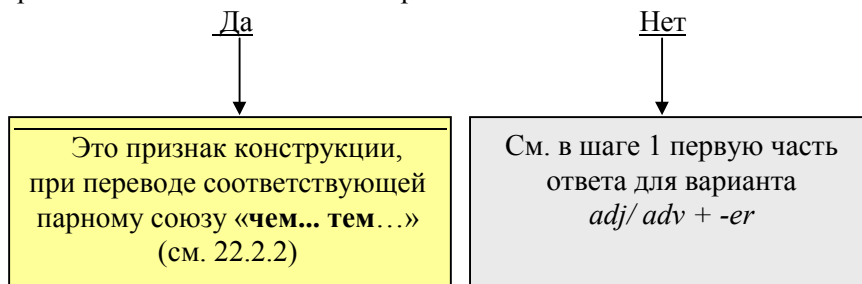 Да
Нет
Это признак конструкции,
при переводе соответствующей
парному союзу «чем... тем…»
(см. 22.2.2)
См. в шаге 1 первую часть
ответа для варианта
adj/ adv + -er